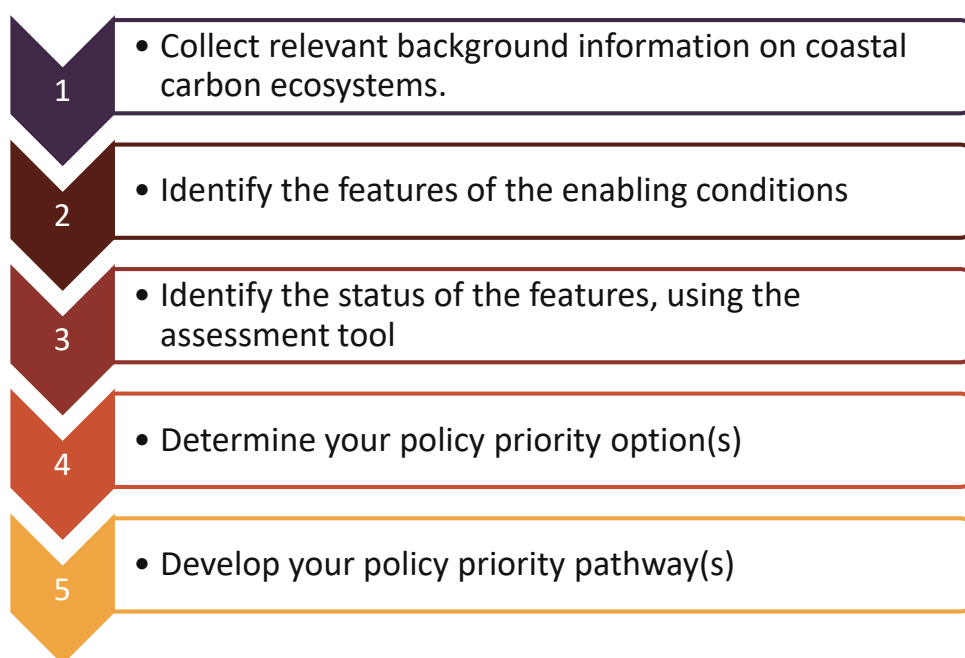 1
• Collect relevant background information on coastal
carbon ecosystems.
2
• Identify the features of the enabling conditions
3
• Identify the status of the features, using the
assessment tool
4
• Determine your policy priority option(s)
5
• Develop your policy priority pathway(s)